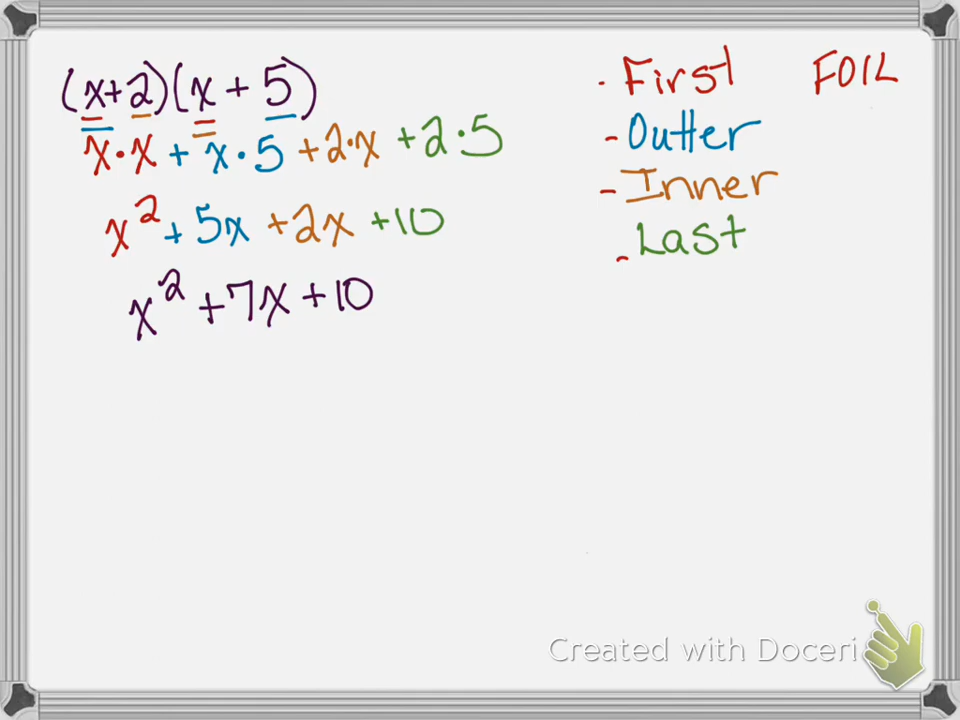 (x+2)(x + 5)
x·x + x·5 +2·x +2·5
x² + 5x +2x +10
x² +7x +10
· First
FOIL
- Outter
- Inner
- Last
Created with Doceri